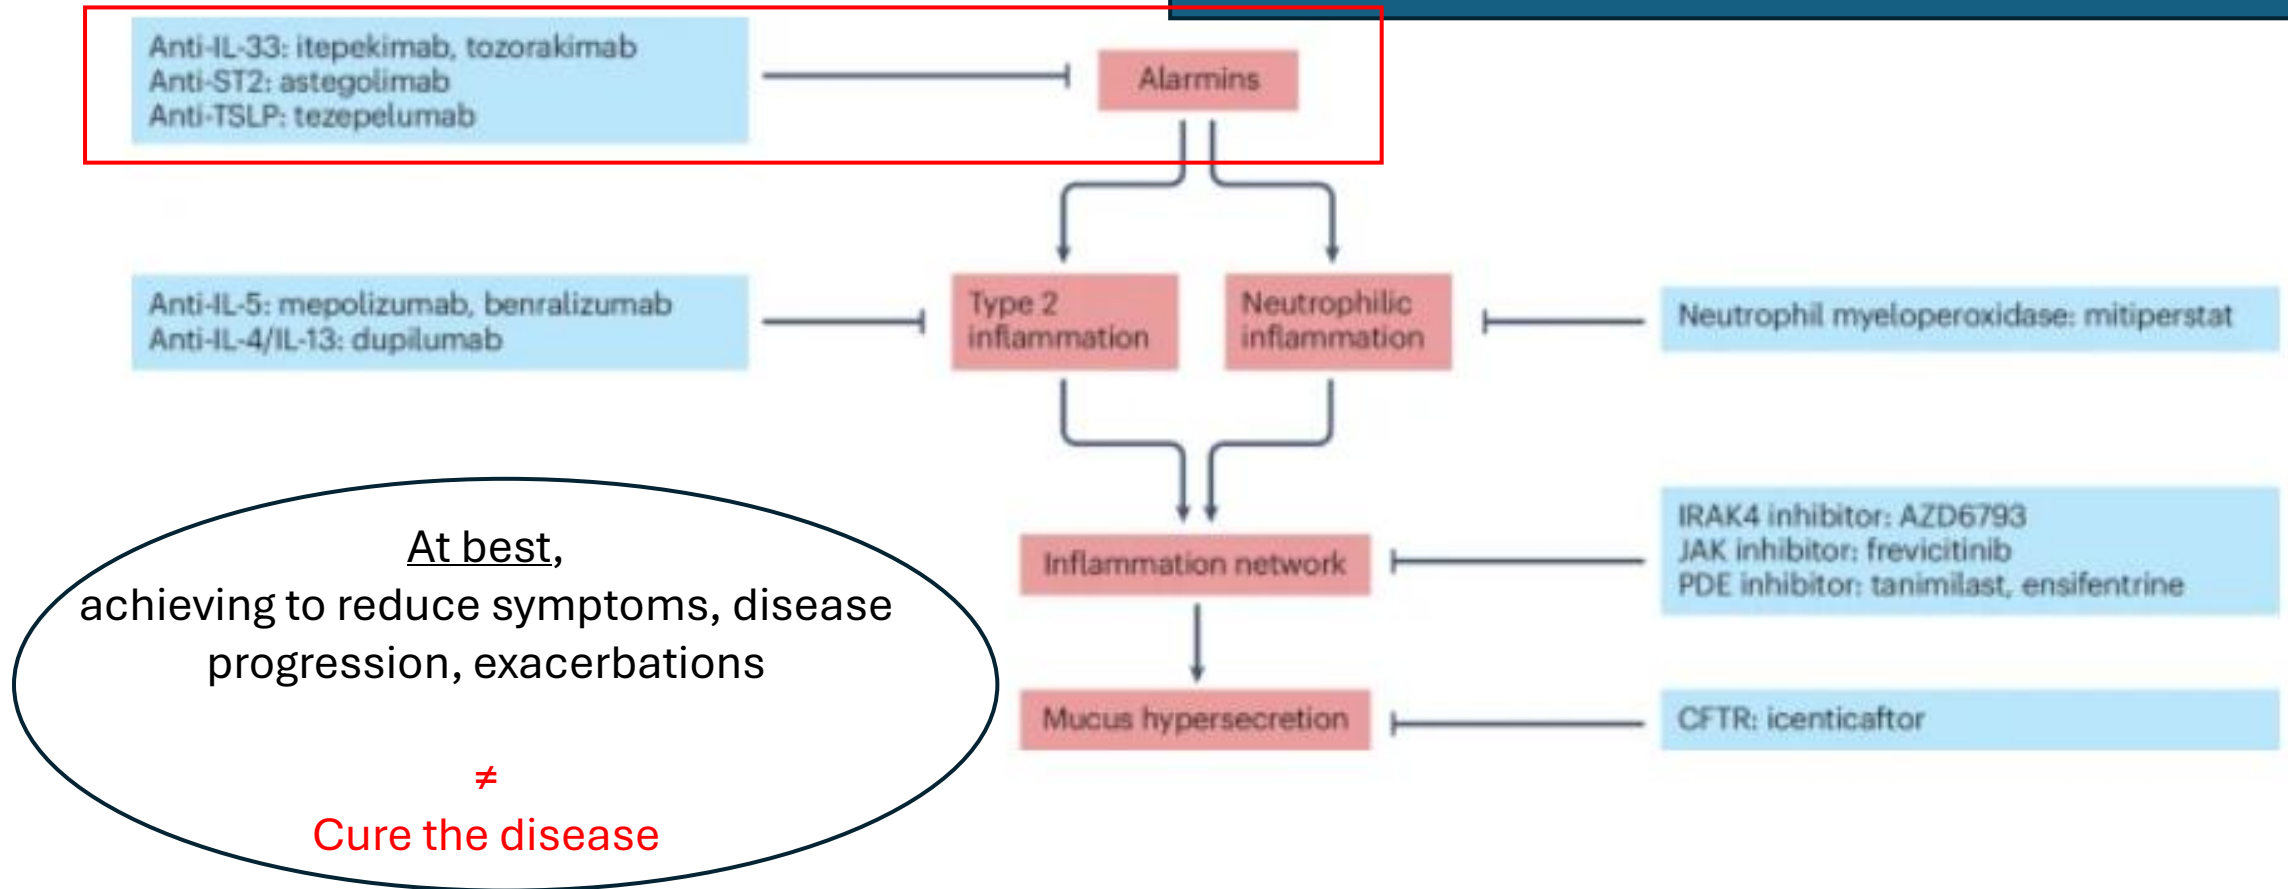 Anti-IL-33: itepekimab, tozorakimab
Anti-ST2: astegolimab
Anti-TSLP: tezepelumab
Alarmins
Anti-IL-5: mepolizumab, benralizumab
Anti-IL-4/IL-13: dupilumab
Type 2
inflammation
Neutrophilic
inflammation
Neutrophil myeloperoxidase: mitiperstat
At best,
achieving to reduce symptoms, disease
progression, exacerbations
≠
Cure the disease
Inflammation network
IRAK4 inhibitor: AZD6793
JAK inhibitor: frevicitinib
PDE inhibitor: tanimilast, ensifentrine
Mucus hypersecretion
CFTR: icenticaftor